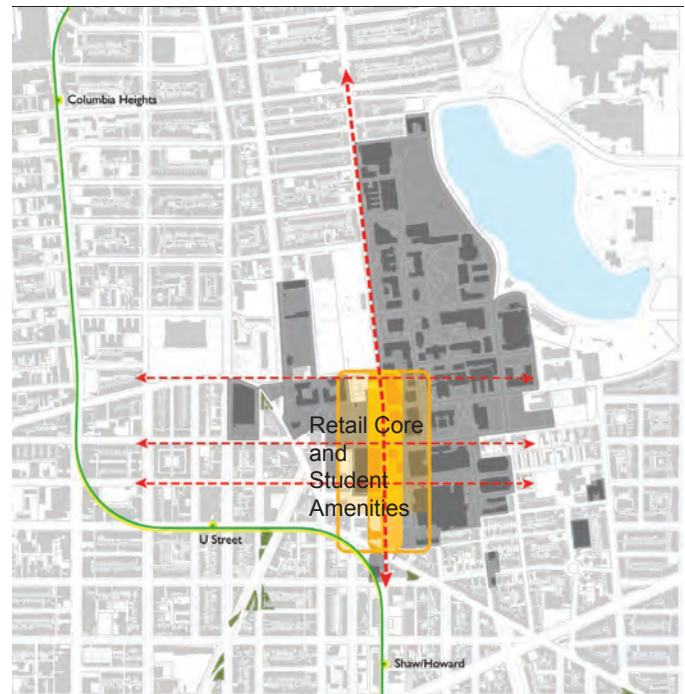 Columbia Heights
Retail Core
and
Student
Amenities
U Street
Shaw/Howard